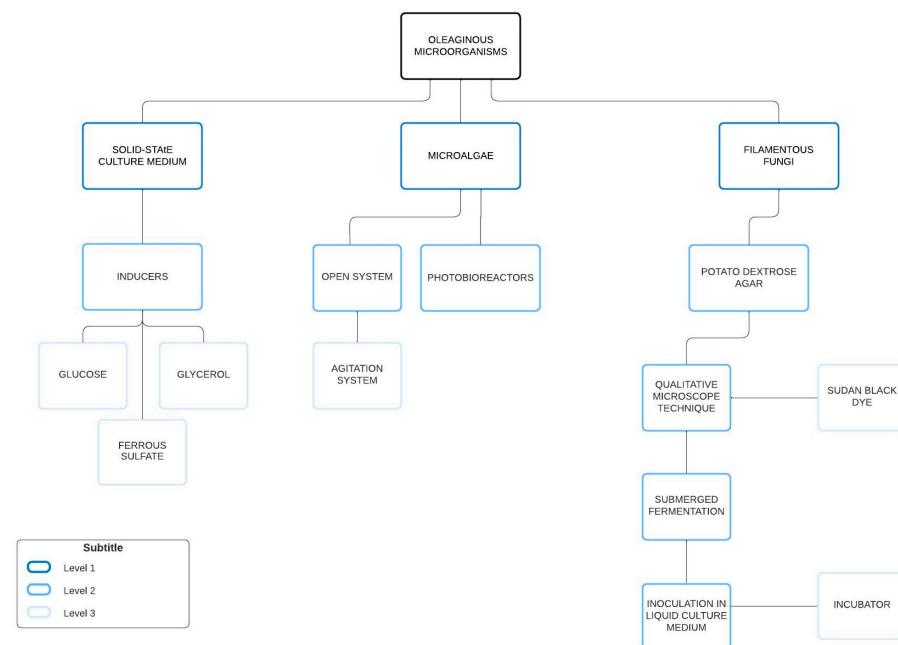 OLEAGINOUS
MICROORGANISMS
SOLID-STAtE
CULTURE MEDIUM
MICROALGAE
FILAMENTOUS
FUNGI
INDUCERS
OPEN SYSTEM
PHOTOBIOREACTORS
POTATO DEXTROSE
AGAR
GLUCOSE
GLYCEROL
AGITATION
SYSTEM
QUALITATIVE
MICROSCOPE
TECHNIQUE
SUDAN BLACK
DYE
FERROUS
SULFATE
SUBMERGED
FERMENTATION
Subtitle
Level 1
Level 2
Level 3
INOCULATION IN
LIQUID CULTURE
MEDIUM
INCUBATOR